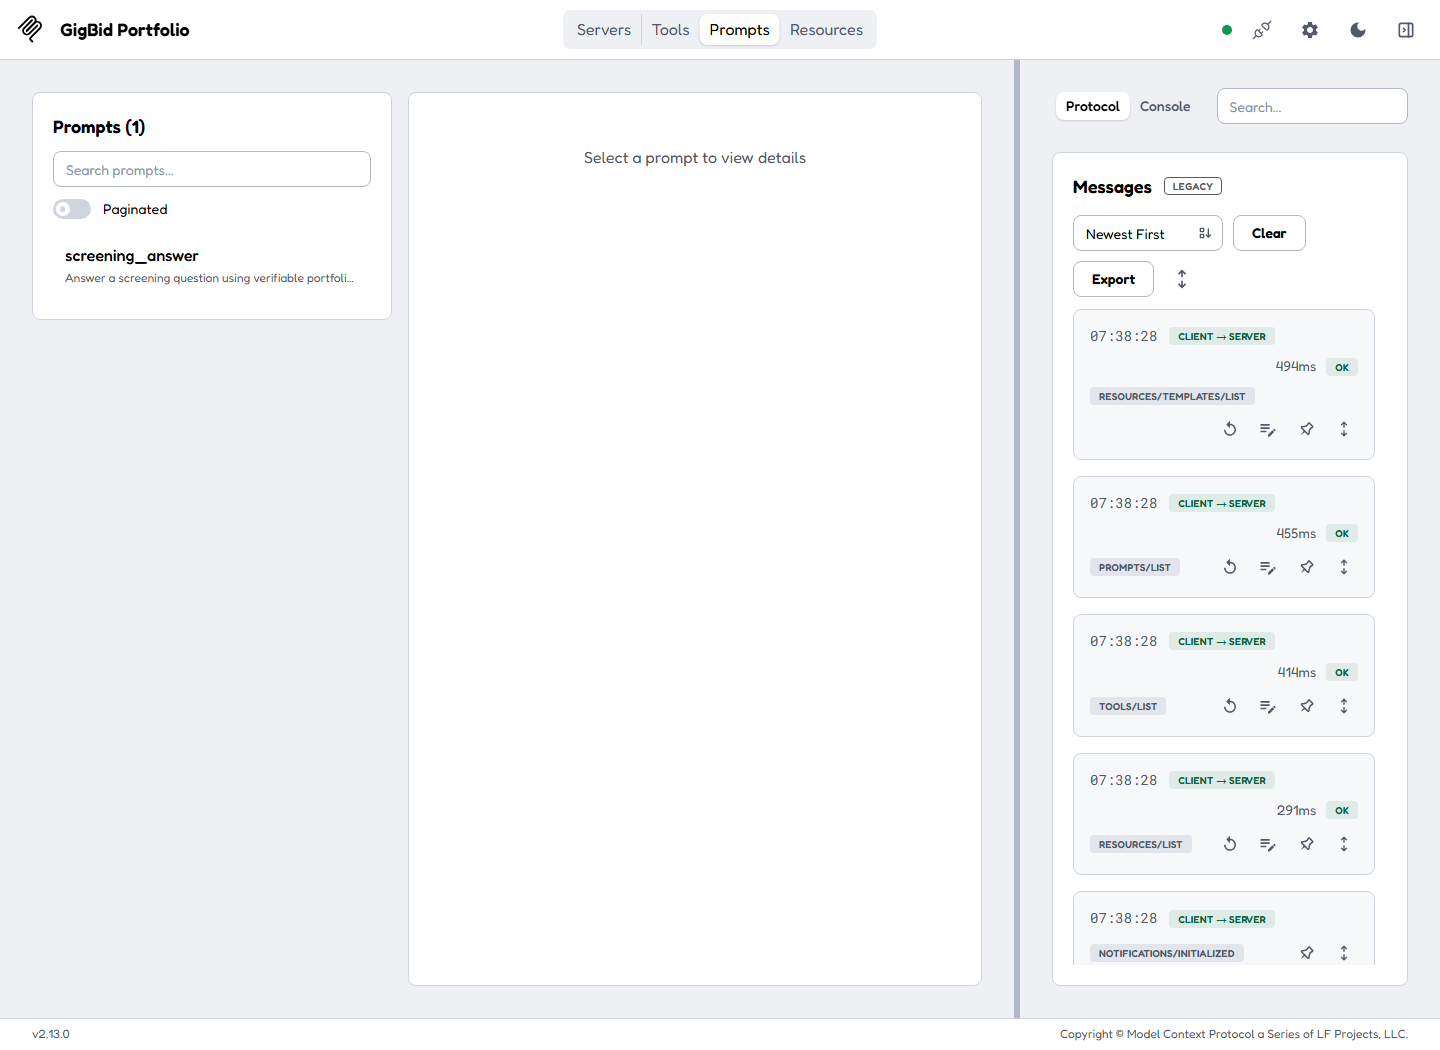 GigBid Portfolio
Servers
Tools
Prompts
Resources
Prompts (1)
Search prompts...
Paginated
screening_answer
Answer a screening question using verifiable portfoli...
Select a prompt to view details
Protocol
Console
Search...
Messages
LEGACY
Newest First
Clear
Export
07:38:28 CLIENT → SERVER
494ms OK
RESOURCES/TEMPLATES/LIST
07:38:28 CLIENT → SERVER
455ms OK
PROMPTS/LIST
07:38:28 CLIENT → SERVER
414ms OK
TOOLS/LIST
07:38:28 CLIENT → SERVER
291ms OK
RESOURCES/LIST
07:38:28 CLIENT → SERVER
NOTIFICATIONS/INITIALIZED
v2.13.0
Copyright © Model Context Protocol a Series of LF Projects, LLC.